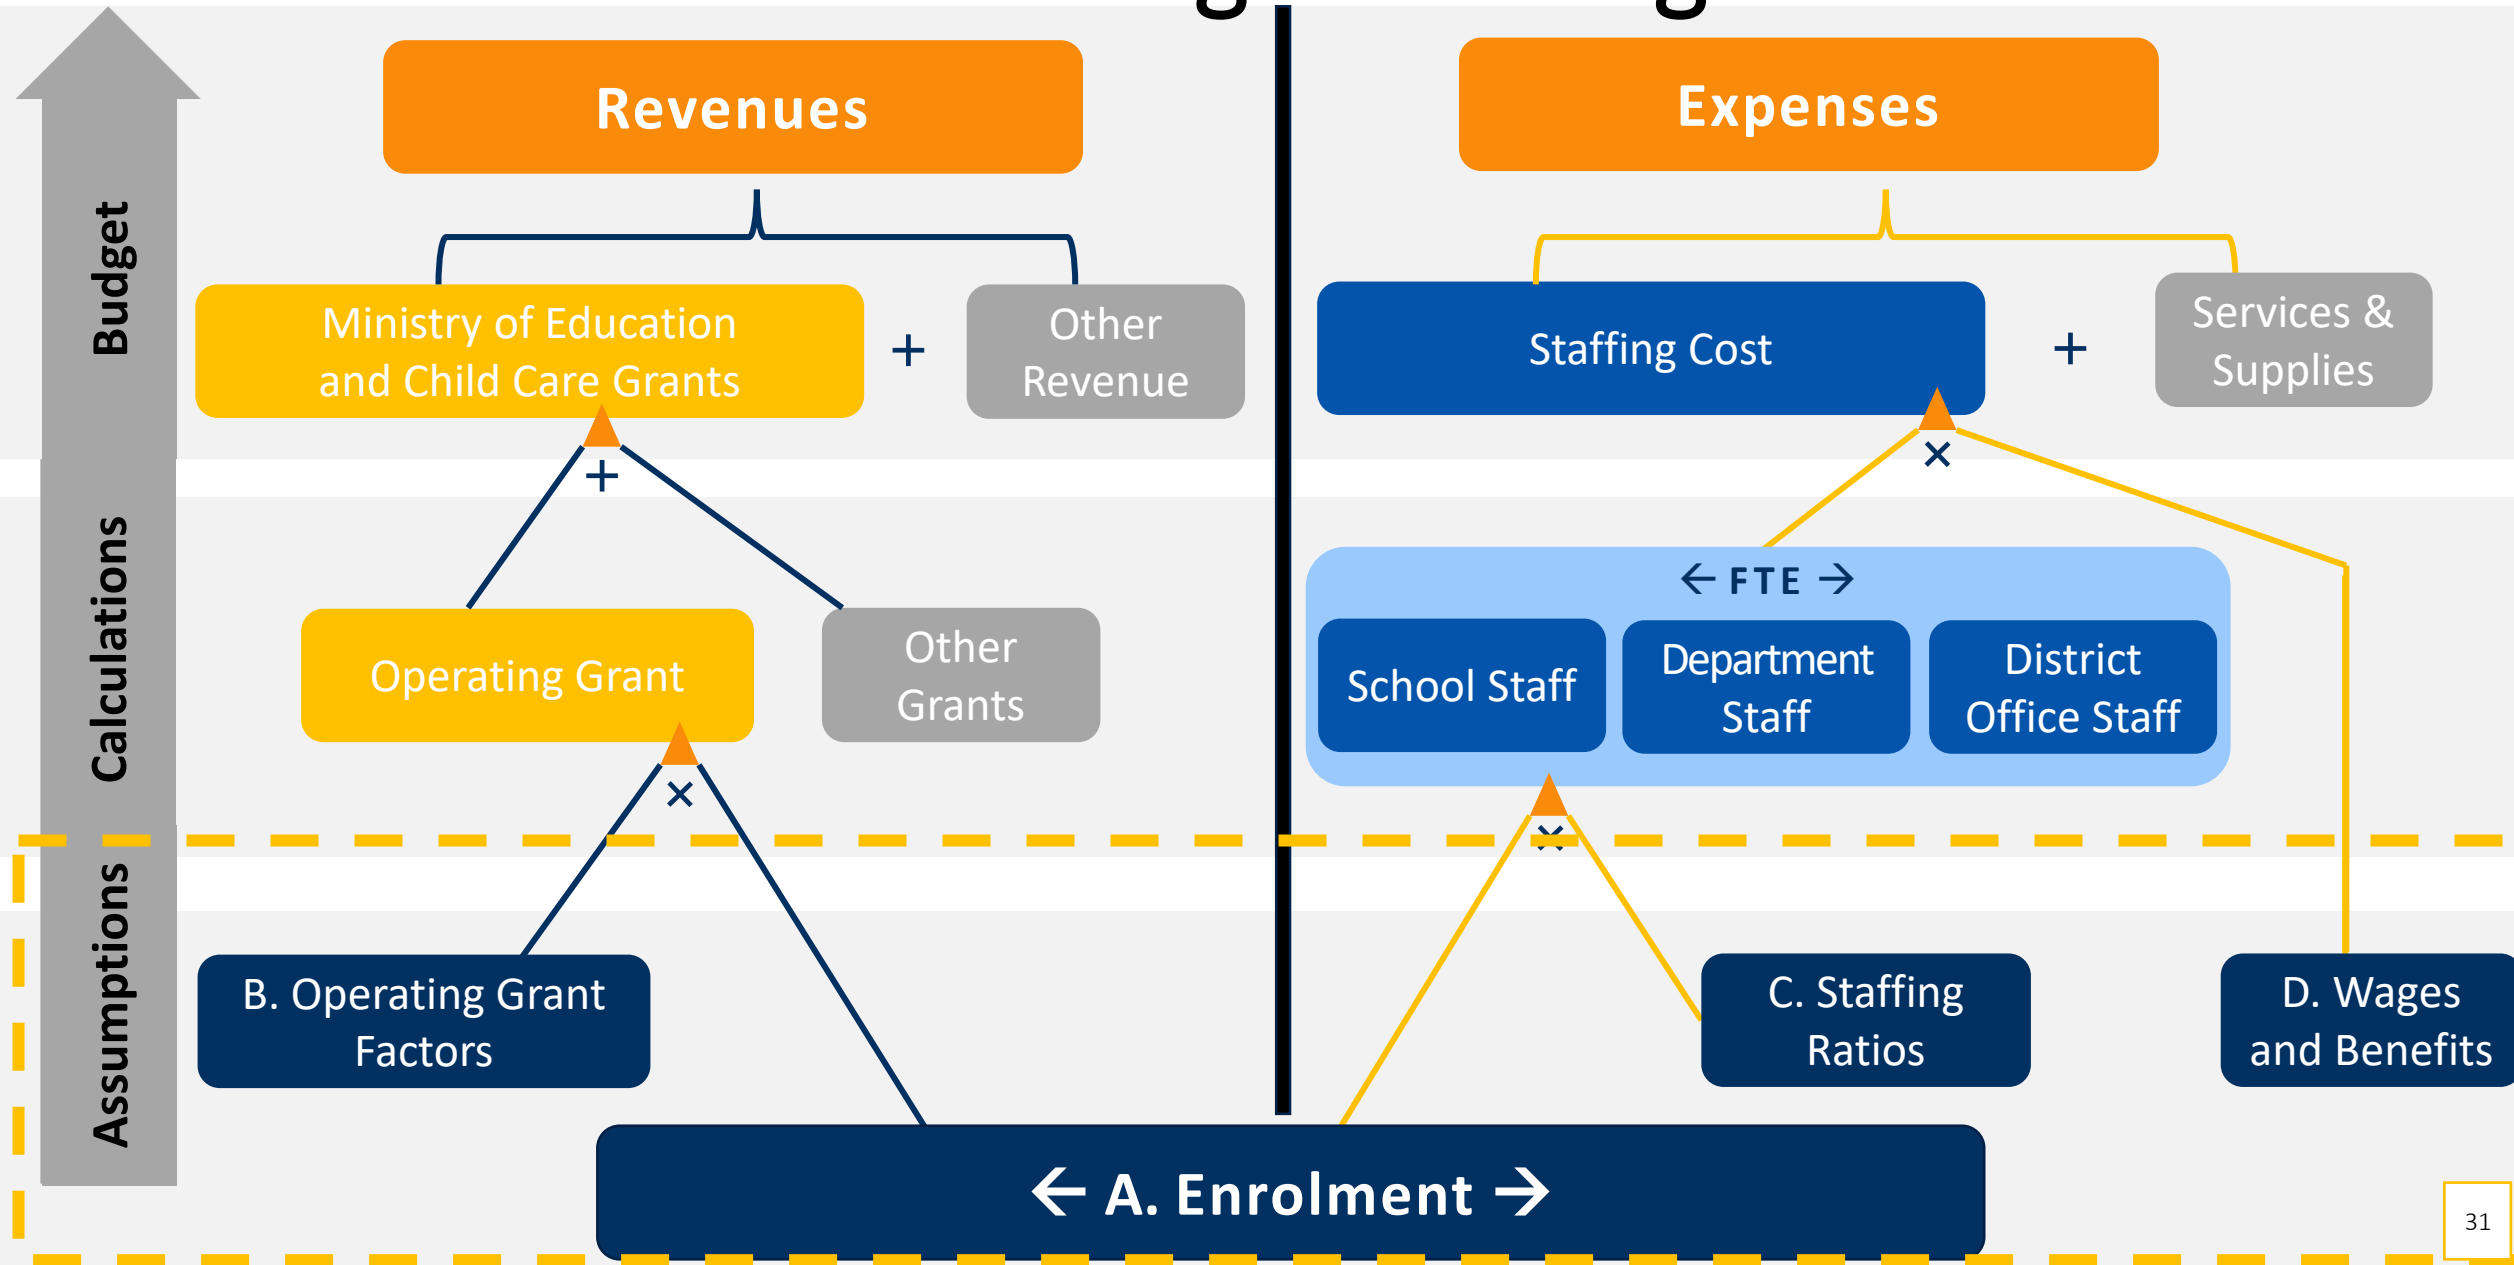 Revenues
Expenses
Budget
Ministry of Education
and Child Care Grants
+
Other
Revenue
Staffing Cost
+
Services &
Supplies
+
×
Calculations
Operating Grant
Other
Grants
← FTE →
School Staff
Department
Staff
District
Office Staff
×
×
Assumptions
B. Operating Grant
Factors
C. Staffing
Ratios
D. Wages
and Benefits
← A. Enrolment →
31